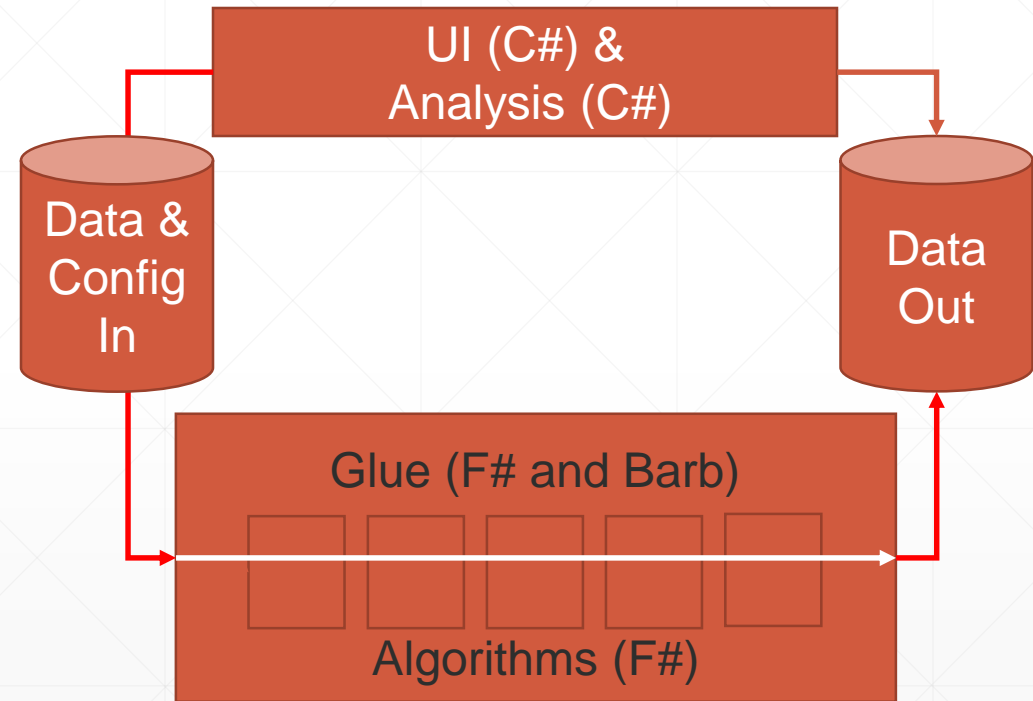 UI (C#) &
Analysis (C#)
Data &
Config
In
Data
Out
Glue (F# and Barb)
Algorithms (F#)